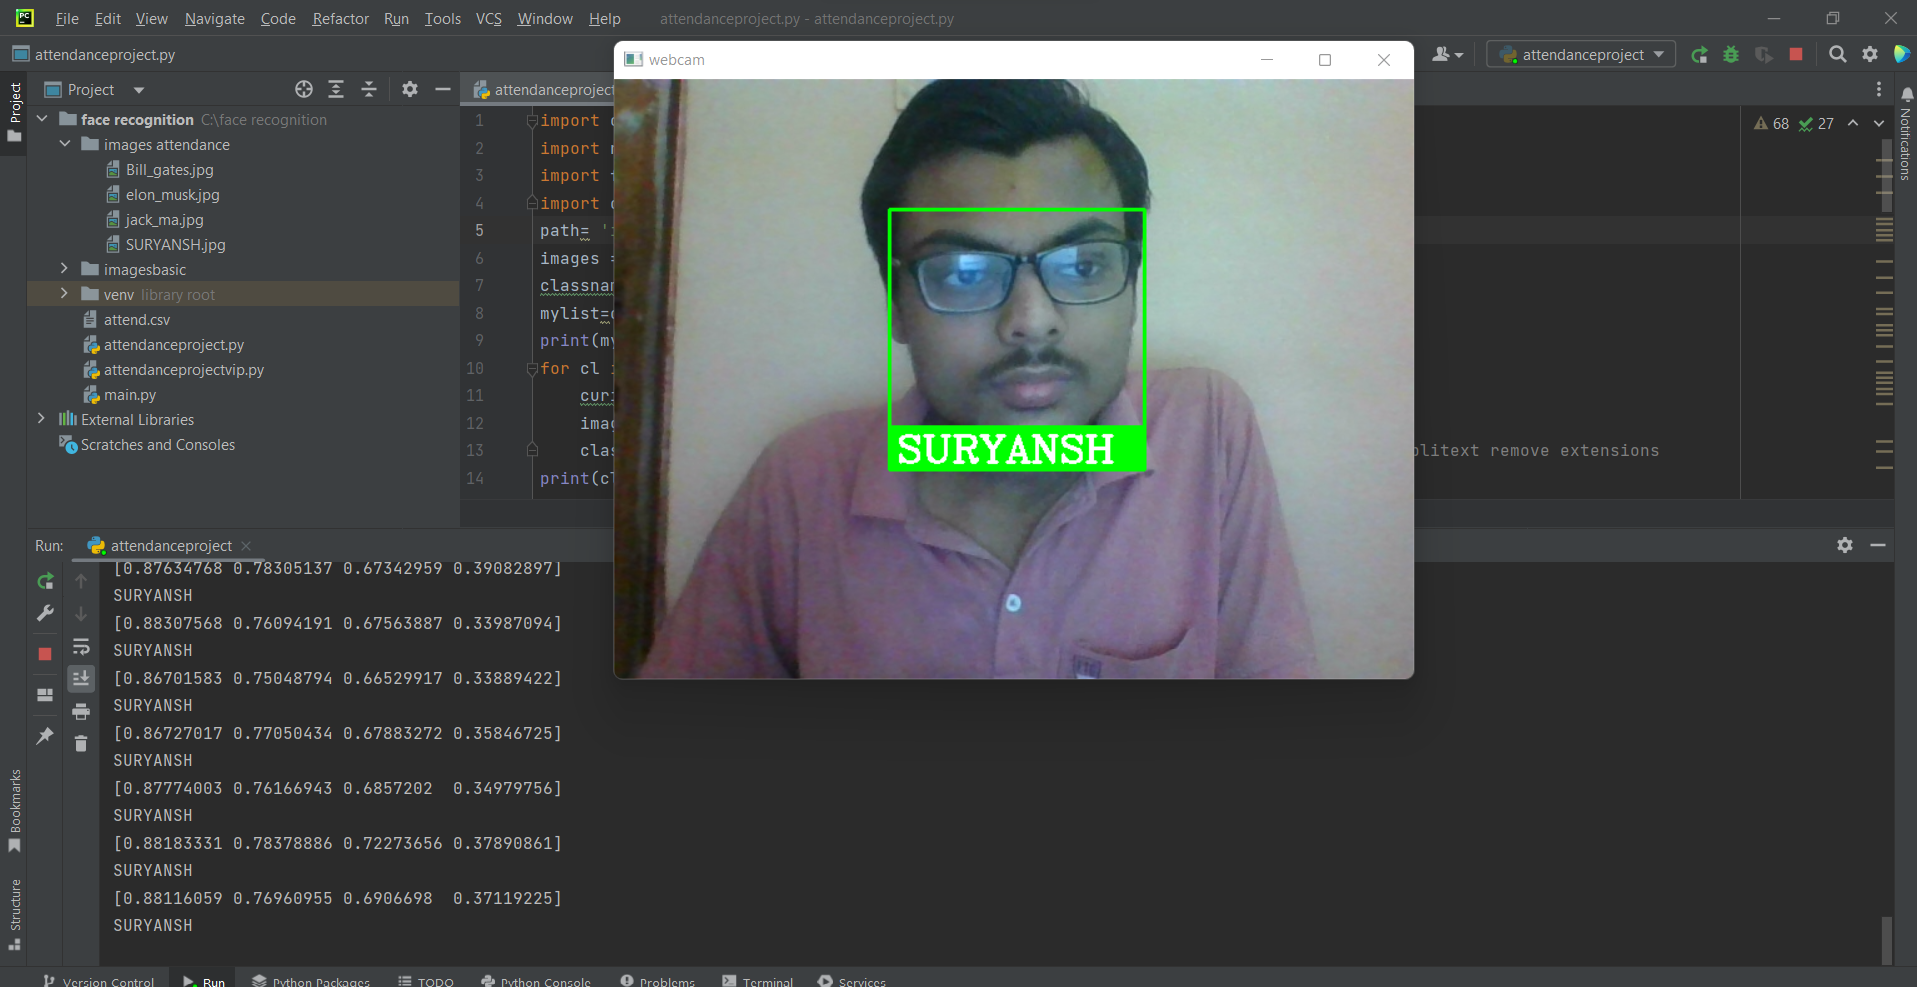 File Edit View Navigate Code Refactor Run Tools VCS Window Help attendanceproject.py - attendanceproject.py
attendanceproject.py
webcam
attendanceproject
Project
Project
attendanceproject
face recognition C:\face recognition
images attendance
Bill_gates.jpg
elon_musk.jpg
jack_ma.jpg
SURYANSH.jpg
imagesbasic
venv library root
attend.csv
attendanceproject.py
attendanceprojectvip.py
main.py
External Libraries
Scratches and Consoles
1 import
2 import
3 import
4 import
5 path= '
6 images =
7 classna
8 mylist=
9 print(my
10 for cl
11 cur
12 ima
13 clas
14 print(cl
68 27
Notifications
litext remove extensions
SURYANSH
Run: attendanceproject
[0.87634768 0.78305137 0.67342959 0.39082897]
SURYANSH
[0.88307568 0.76094191 0.67563887 0.33987094]
SURYANSH
[0.86701583 0.75048794 0.66529917 0.33889422]
SURYANSH
[0.86727017 0.77050434 0.67883272 0.35846725]
SURYANSH
[0.87774003 0.76166943 0.6857202 0.34979756]
SURYANSH
[0.88183331 0.78378886 0.72273656 0.37890861]
SURYANSH
[0.88116059 0.76960955 0.6906698 0.37119225]
SURYANSH
Bookmarks
Structure
Version Control Run Python Packages TODO Python Console Problems Terminal Services